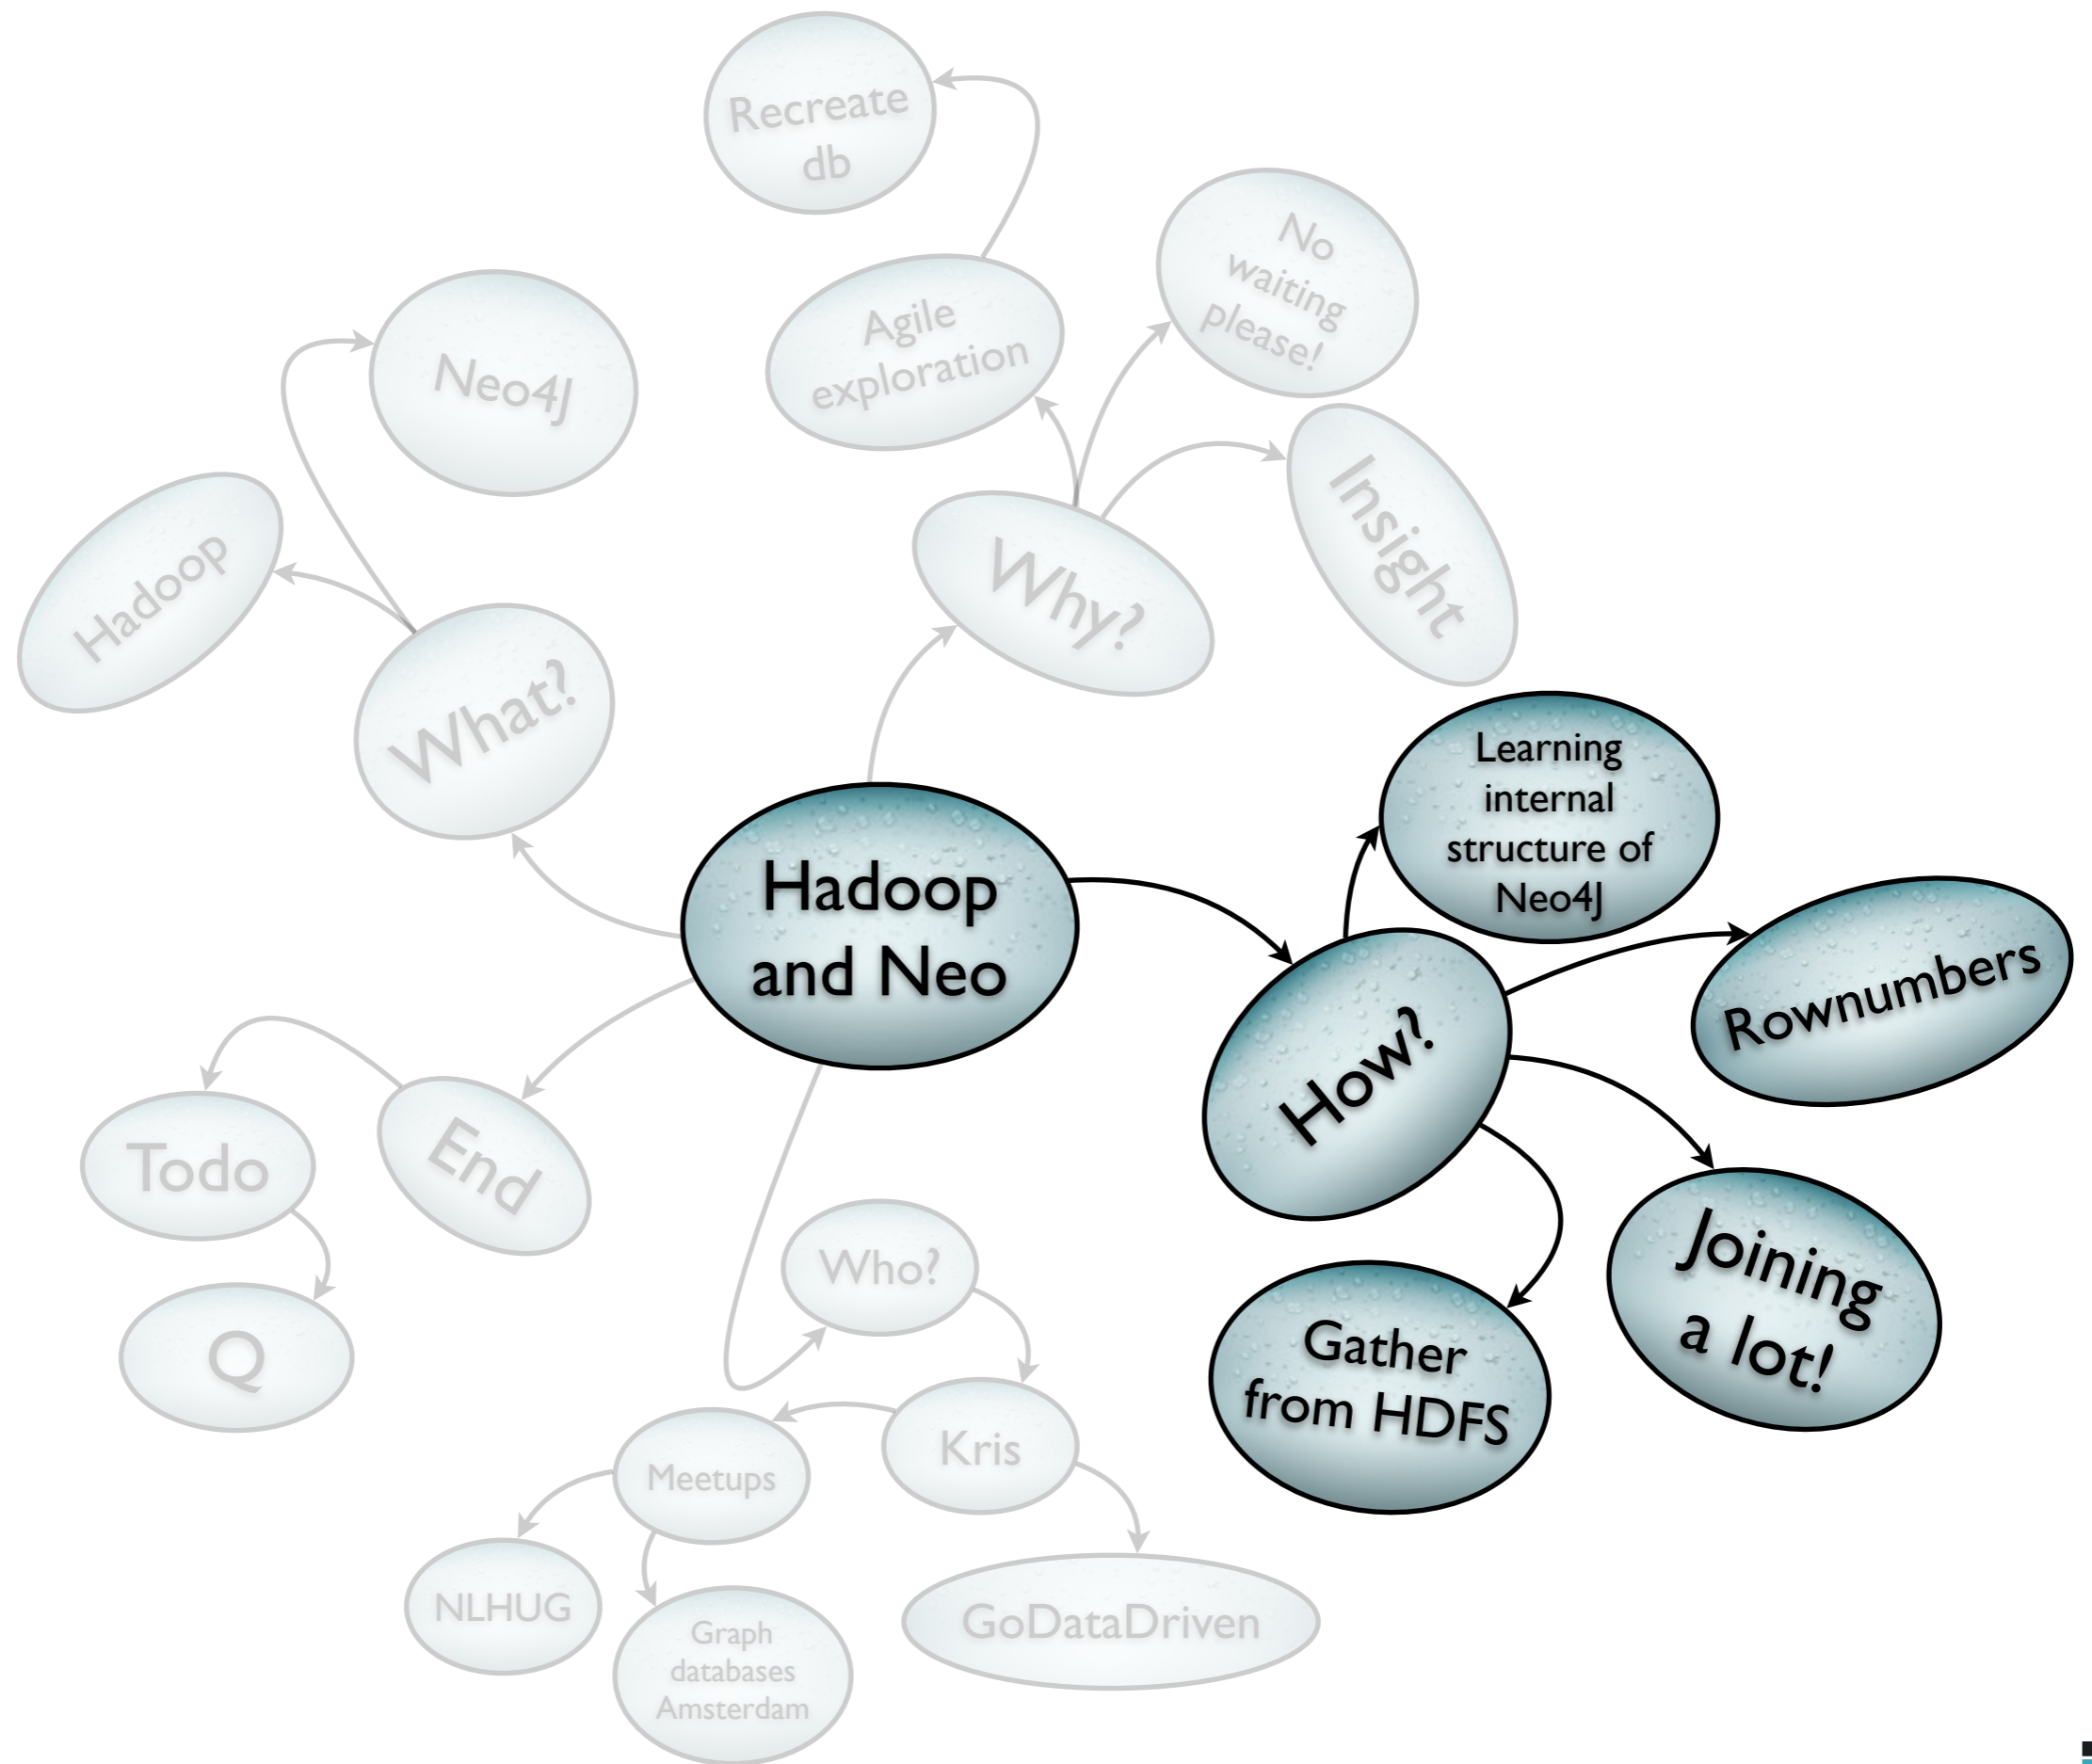 Recreate
db
No
waiting
please!
Agile
exploration
Neo4J
Insight
Hadoop
Why?
What?
Learning
internal
structure of
Neo4J
Hadoop
and Neo
Rownumbers
How?
Todo
End
Joining
a lot!
Who?
Gather
from HDFS
Q
Kris
Meetups
NLHUG
GoDataDriven
Graph
databases
Amsterdam